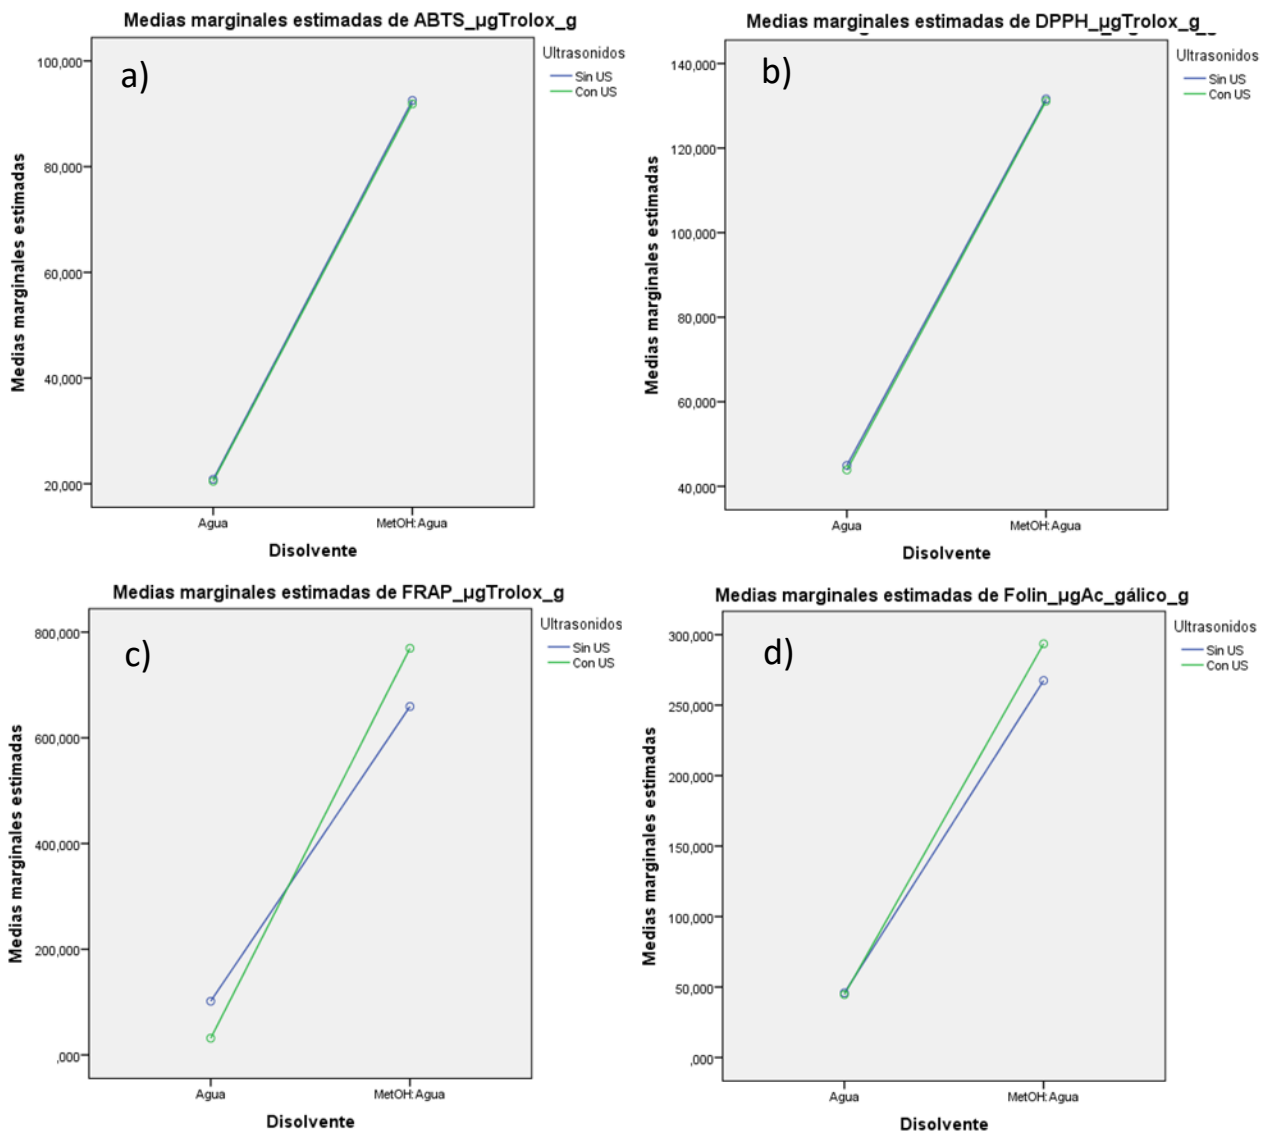 Medias marginales estimadas de ABTS_µgTrolox_g
a)
Ultrasonidos
Sin US
Con US
100,000
80,000
60,000
40,000
20,000
Medias marginales estimadas
Agua
MetOH:Agua
Disolvente
Medias marginales estimadas de DPPH_µgTrolox_g
b)
Ultrasonidos
Sin US
Con US
140,000
120,000
100,000
80,000
60,000
40,000
Medias marginales estimadas
Agua
MetOH:Agua
Disolvente
Medias marginales estimadas de FRAP_µgTrolox_g
c)
Ultrasonidos
Sin US
Con US
800,000
600,000
400,000
200,000
,000
Medias marginales estimadas
Agua
MetOH:Agua
Disolvente
Medias marginales estimadas de Folin_µgAc_gálico_g
d)
Ultrasonidos
Sin US
Con US
300,000
250,000
200,000
150,000
100,000
50,000
,000
Medias marginales estimadas
Agua
MetOH:Agua
Disolvente